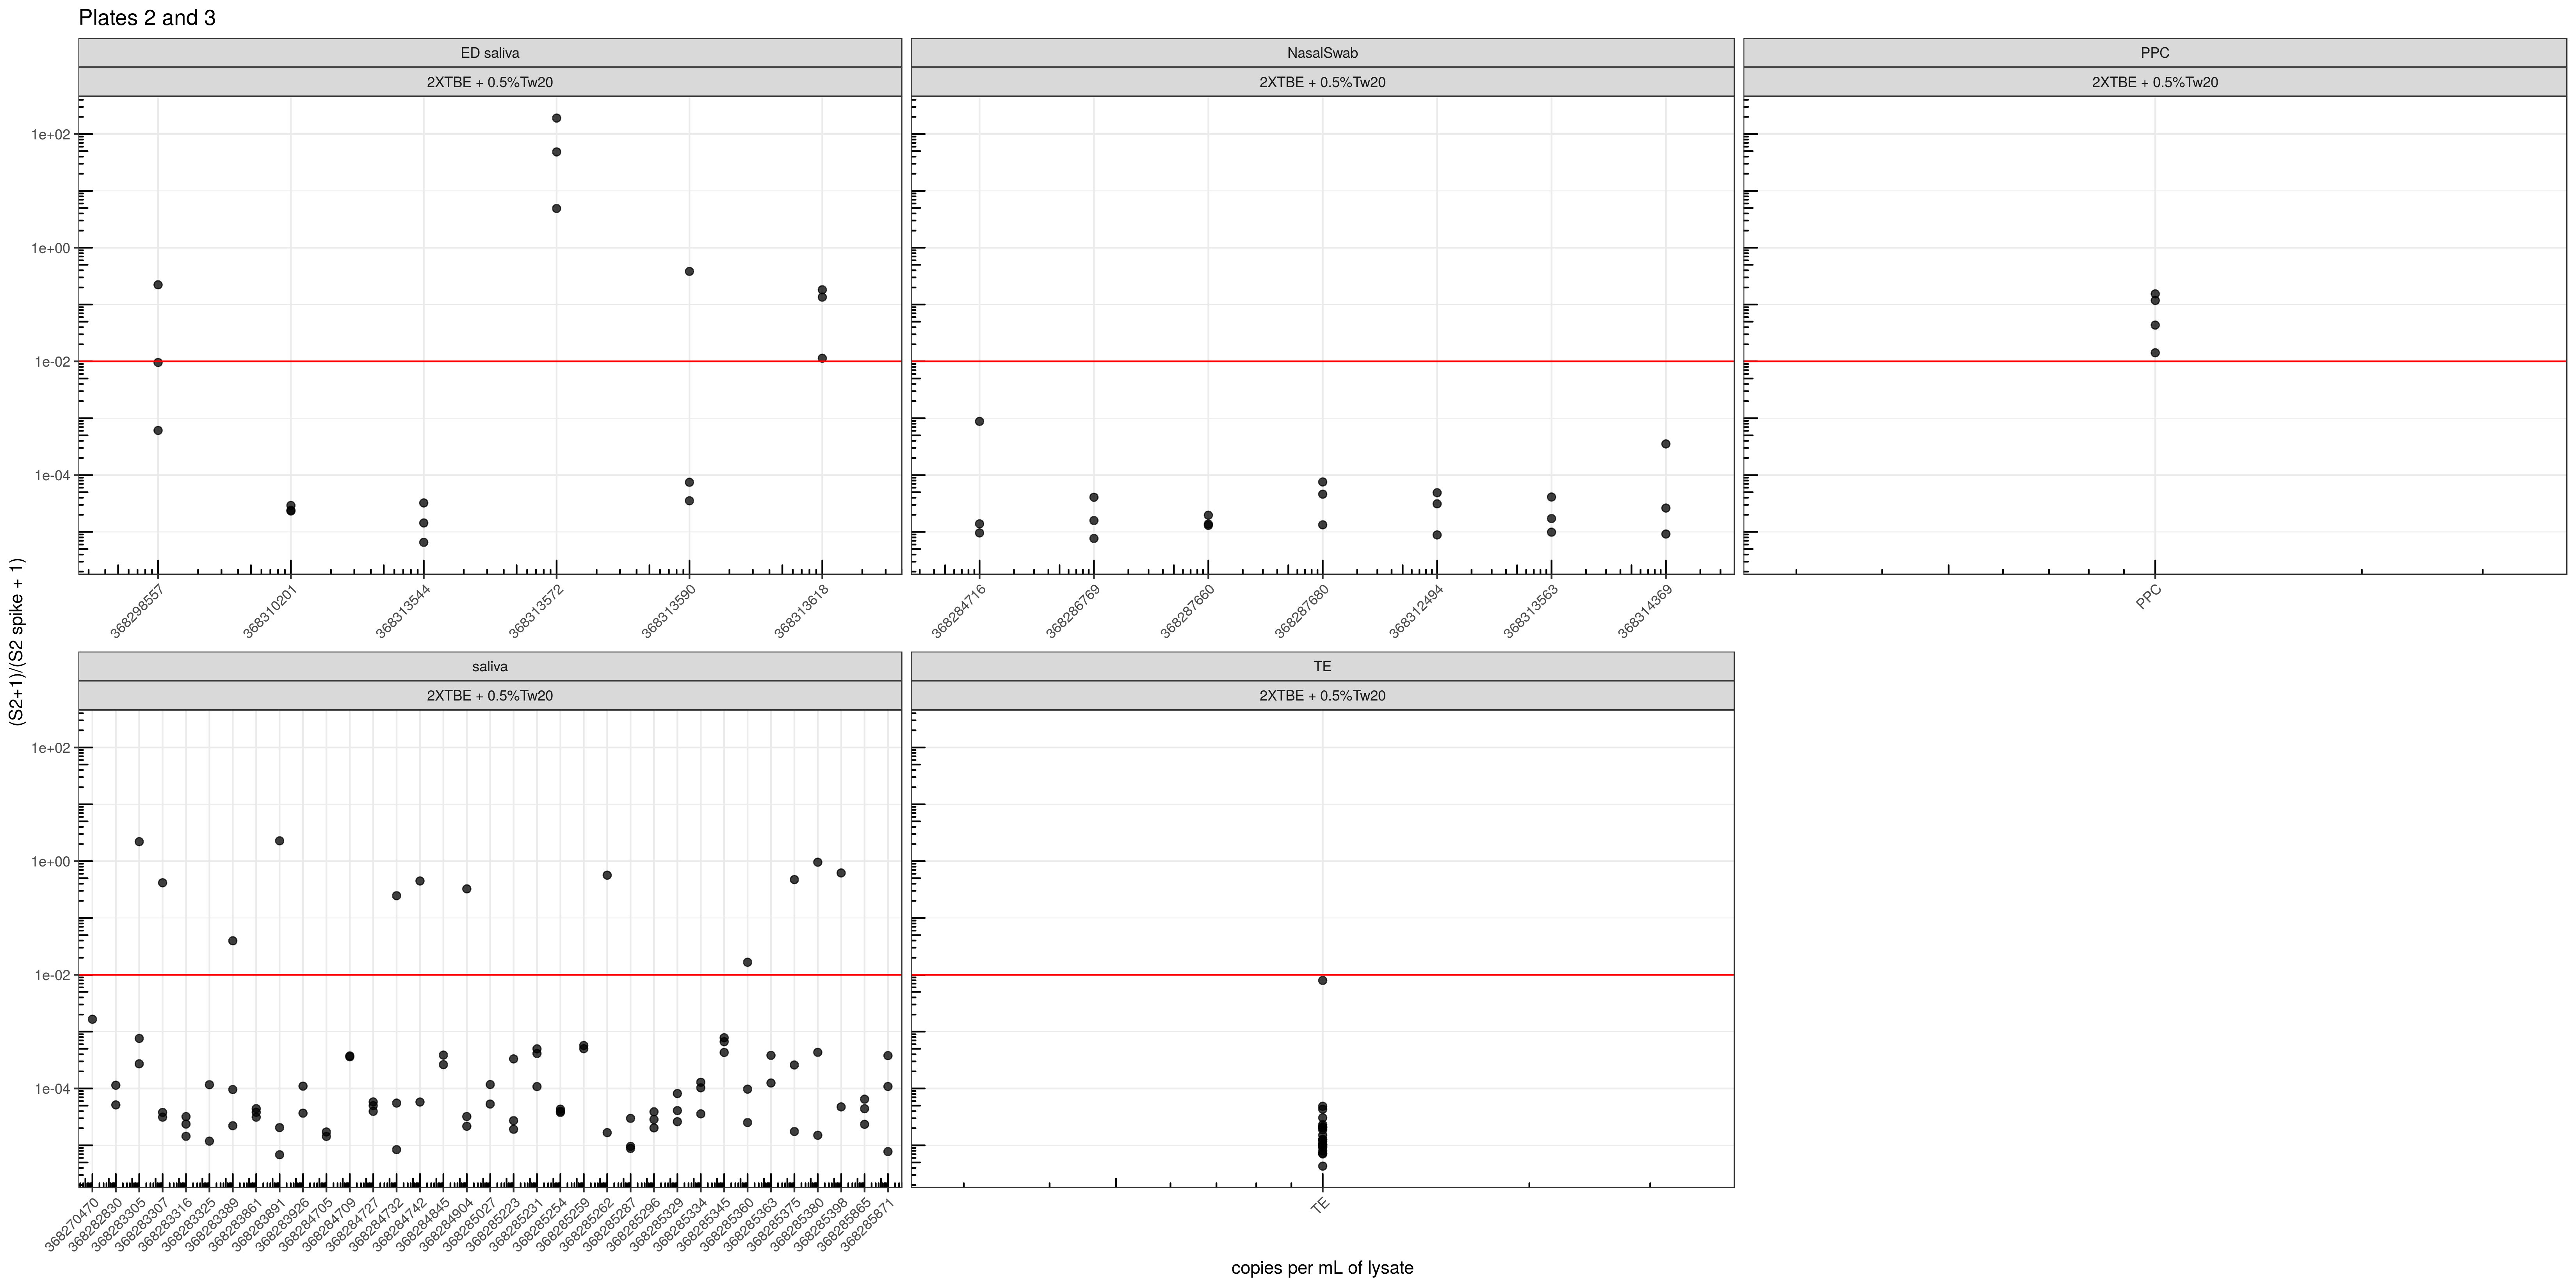 Plates 2 and 3
ED saliva
NasalSwab
PPC
2XTBE + 0.5%Tw20
2XTBE + 0.5%Tw20
2XTBE + 0.5%Tw20
1e+02
1e+00
1e-02
1e-04
368298557
368310201
368313544
368313572
368313590
368313618
368284716
368286769
368287660
368287680
368312494
368313563
368314369
PPC
(S2+1)/(S2 spike + 1)
saliva
TE
2XTBE + 0.5%Tw20
2XTBE + 0.5%Tw20
1e+02
1e+00
1e-02
1e-04
368270470
368282830
368283305
368283307
368283316
368283325
368283389
368283861
368283891
368283926
368284705
368284709
368284727
368284732
368284742
368284845
368284904
368285027
368285223
368285231
368285254
368285259
368285262
368285287
368285296
368285329
368285334
368285345
368285360
368285363
368285375
368285380
368285398
368285865
368285871
TE
copies per mL of lysate